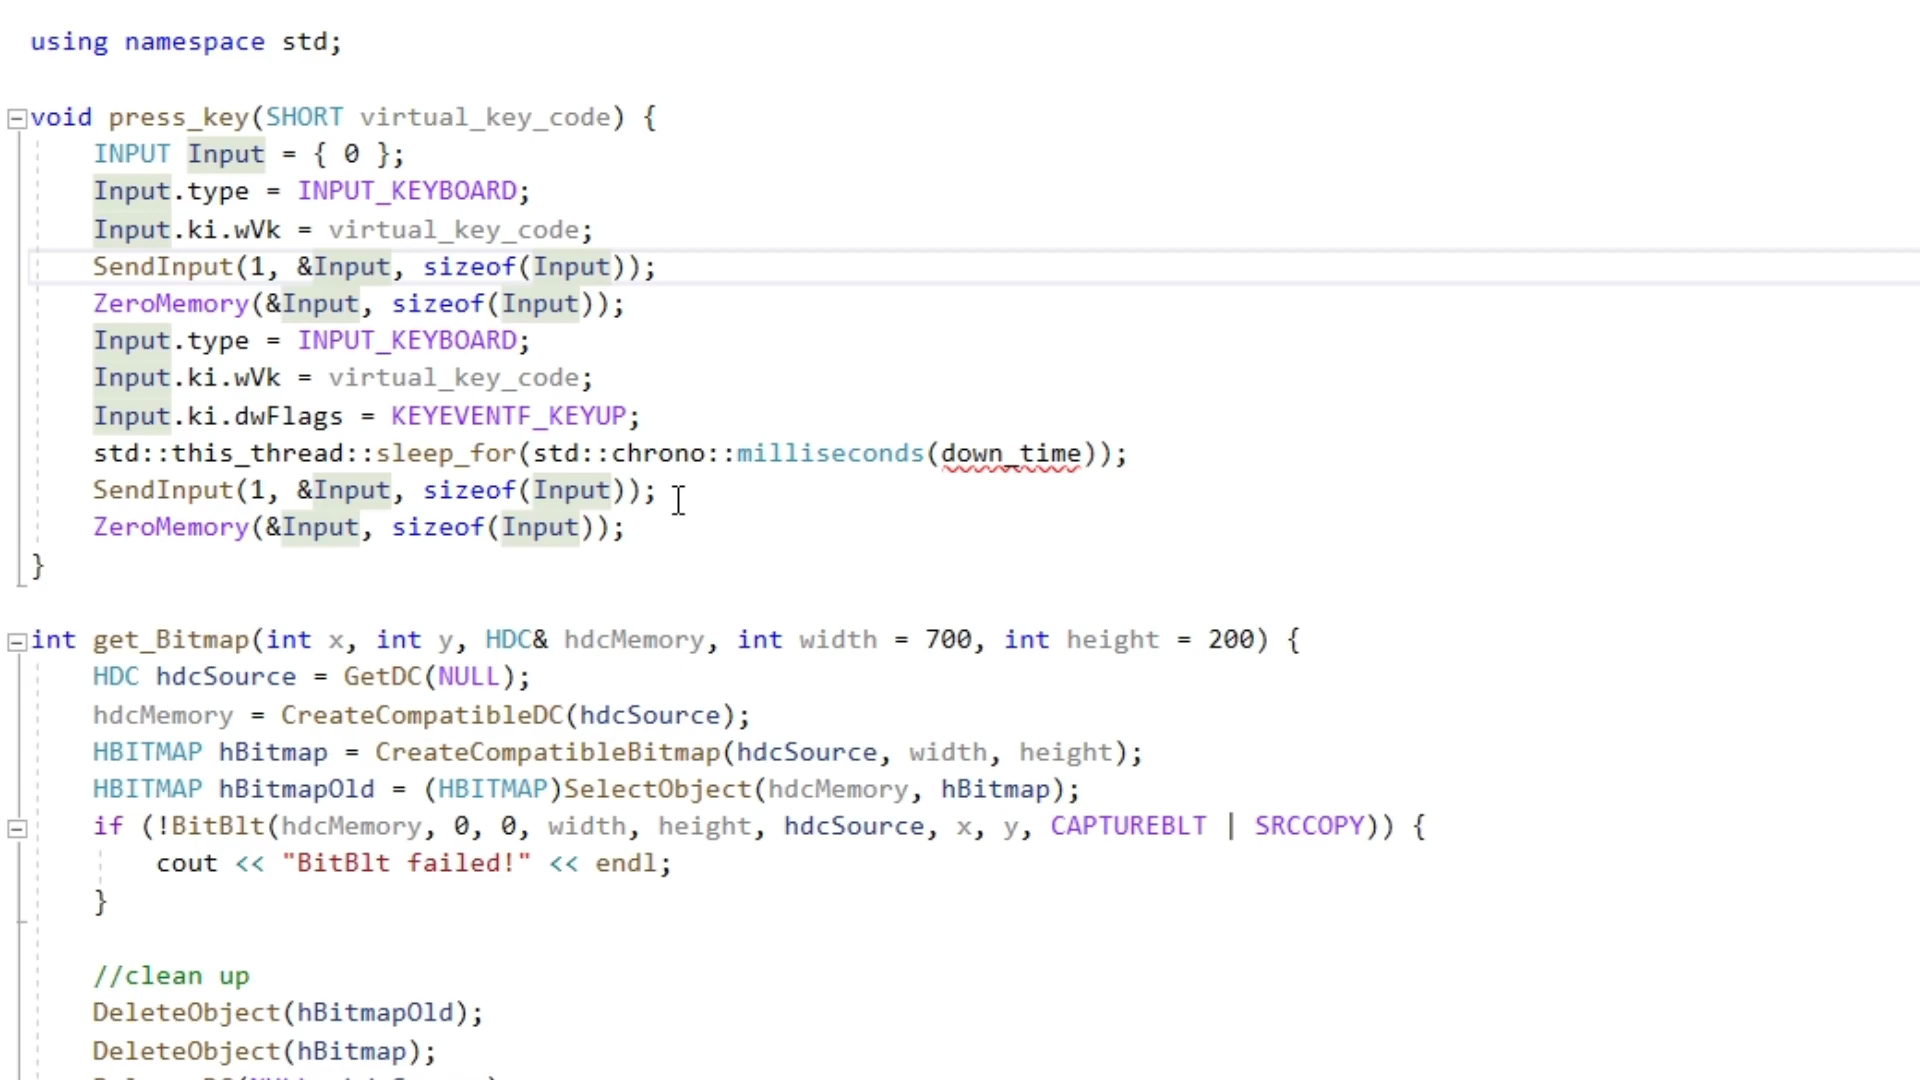 using namespace std;
void press_key(SHORT virtual_key_code) {
INPUT Input = { 0 };
Input.type = INPUT_KEYBOARD;
Input.ki.wVk = virtual_key_code;
SendInput(1, &Input, sizeof(Input));
ZeroMemory(&Input, sizeof(Input));
Input.type = INPUT_KEYBOARD;
Input.ki.wVk = virtual_key_code;
Input.ki.dwFlags = KEYEVENTF_KEYUP;
std::this_thread::sleep_for(std::chrono::milliseconds(down_time));
SendInput(1, &Input, sizeof(Input));
ZeroMemory(&Input, sizeof(Input));
}
int get_Bitmap(int x, int y, HDC& hdcMemory, int width = 700, int height = 200) {
HDC hdcSource = GetDC(NULL);
hdcMemory = CreateCompatibleDC(hdcSource);
HBITMAP hBitmap = CreateCompatibleBitmap(hdcSource, width, height);
HBITMAP hBitmapOld = (HBITMAP)SelectObject(hdcMemory, hBitmap);
if (!BitBlt(hdcMemory, 0, 0, width, height, hdcSource, x, y, CAPTUREBLT | SRCCOPY)) {
cout << "BitBlt failed!" << endl;
}
//clean up
DeleteObject(hBitmapOld);
DeleteObject(hBitmap);